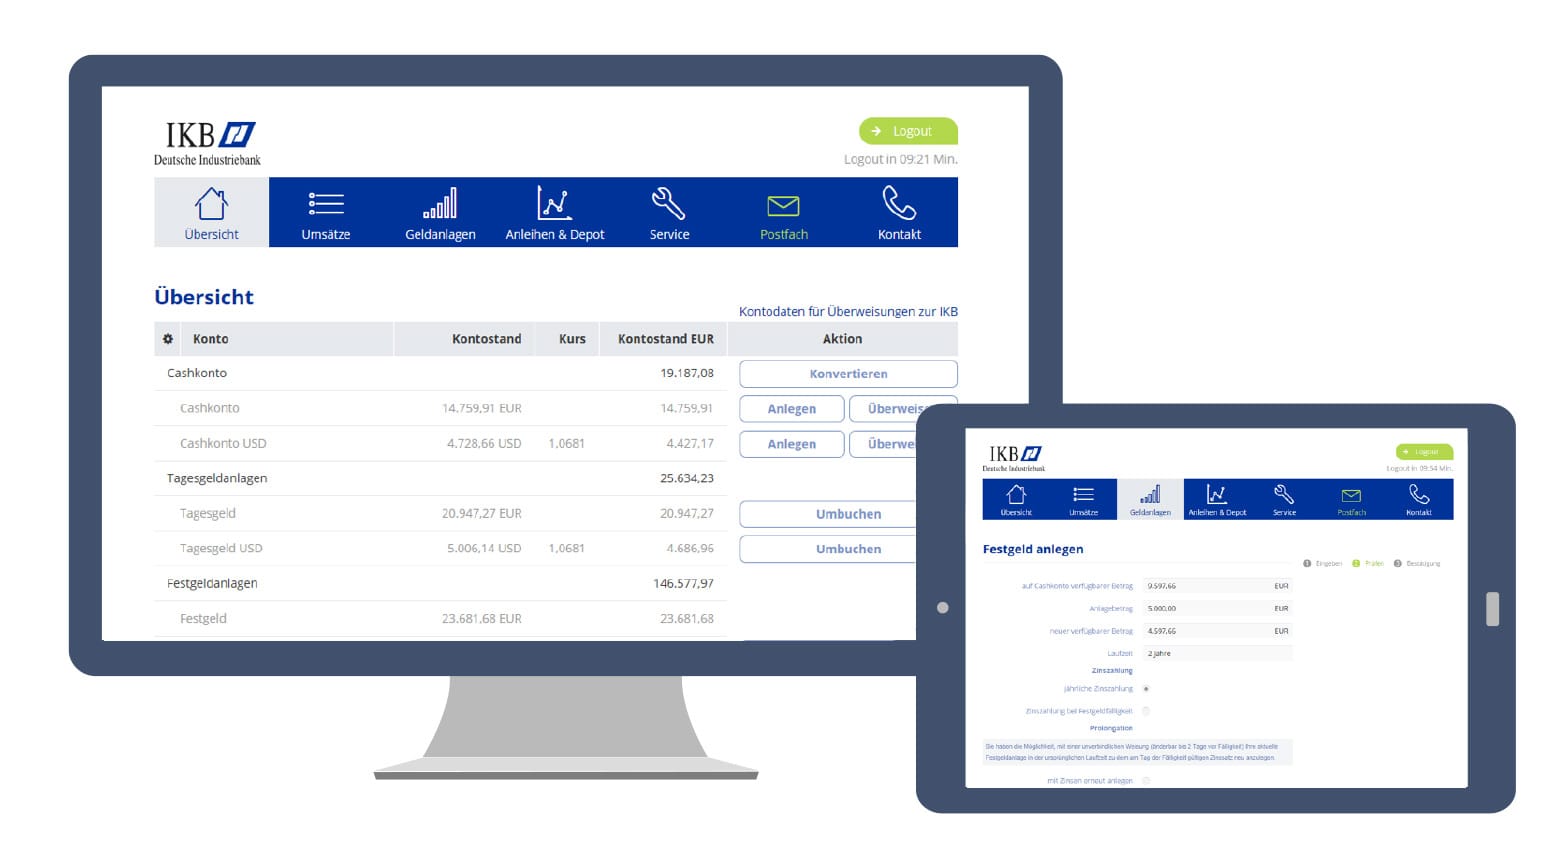 IKB
Deutsche Industriebank
Logout
Logout in 09:21 Min.
Übersicht Umsätze Geldanlagen Anleihen & Depot Service Postfach Kontakt
Übersicht
Kontodaten für Überweisungen zur IKB
Konto Kontostand Kurs Kontostand EUR Aktion
Cashkonto 19.187,08 Konvertieren
Cashkonto 14.759,91 EUR 14.759,91 Anlegen Überweis
Cashkonto USD 4.728,66 USD 1,0681 4.427,17 Anlegen Überwe
Tagesgeldanlagen 25.634,23
Tagesgeld 20.947,27 EUR 20.947,27 Umbuchen
Tagesgeld USD 5.006,14 USD 1,0681 4.686,96 Umbuchen
Festgeldanlagen 146.577,97
Festgeld 23.681,68 EUR 23.681,68
IKB
Deutsche Industriebank
Logout
Logout in 09:54 Min.
Übersicht Umsätze Geldanlagen Anleihen & Depot Service Postfach Kontakt
Festgeld anlegen
1 Eingeben 2 Prüfen 3 Bestätigung
auf Cashkonto verfügbarer Betrag 9.597,66 EUR
Anlagebetrag 5.000,00 EUR
neuer verfügbarer Betrag 4.597,66 EUR
Laufzeit 2 Jahre
Zinszahlung
jährliche Zinszahlung
Zinszahlung bei Festgeldfälligkeit
Prolongation
Sie haben die Möglichkeit, mit einer unverbindlichen Weisung (änderbar bis 2 Tage vor Fälligkeit) Ihre aktuelle
Festgeldanlage in der ursprünglichen Laufzeit zu dem am Tag der Fälligkeit gültigen Zinssatz neu anzulegen.
mit Zinsen erneut anlegen